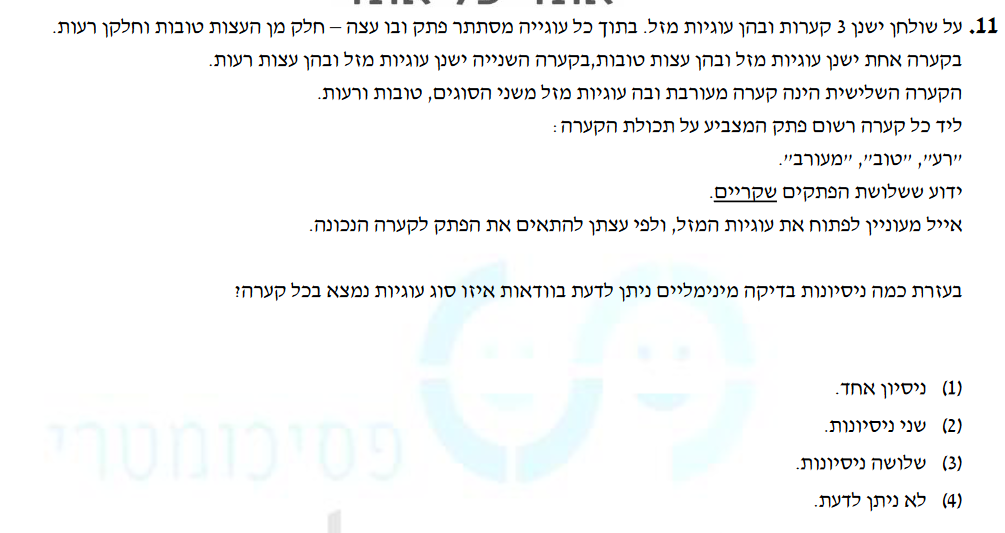 11. על שולחן ישנן 3 קערות ובהן עוגיות מזל. בתוך כל עוגייה מסתתר פתק ובו עצה – חלק מן העצות טובות וחלקן רעות.
בקערה אחת ישנן עוגיות מזל ובהן עצות טובות,בקערה השנייה ישנן עוגיות מזל ובהן עצות רעות.
הקערה השלישית הינה קערה מעורבת ובה עוגיות מזל משני הסוגים, טובות ורעות.
ליד כל קערה רשום פתק המצביע על תכולת הקערה:
"רע", "טוב", "מעורב".
ידוע ששלושת הפתקים שקריים.
אייל מעוניין לפתוח את עוגיות המזל, ולפי עצתן להתאים את הפתק לקערה הנכונה.
בעזרת כמה ניסיונות בדיקה מינימליים ניתן לדעת בוודאות איזו סוג עוגיות נמצא בכל קערה?
(1) ניסיון אחד.
(2) שני ניסיונות.
(3) שלושה ניסיונות.
(4) לא ניתן לדעת.
פסיכומטרי